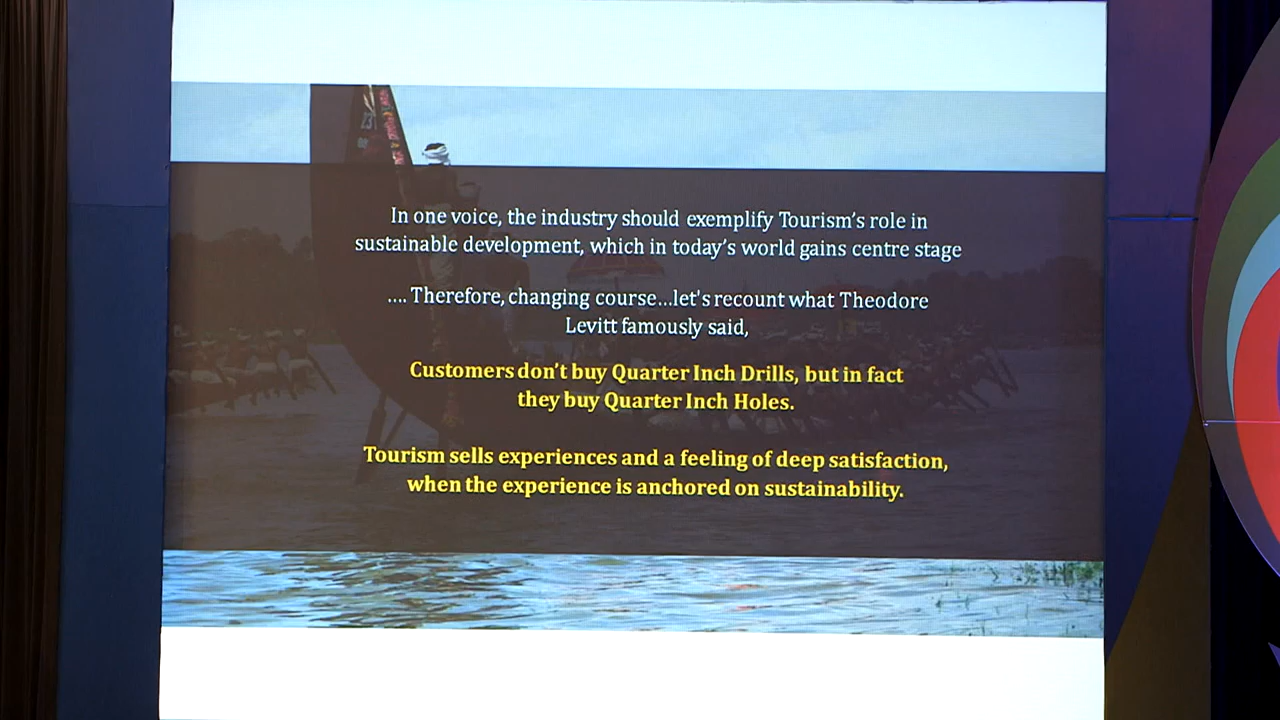 231
In one voice, the industry should exemplify Tourism's role in
sustainable development, which in today's world gains centre stage
.... Therefore, changing course...let's recount what Theodore
Levitt famously said,
Customers don't buy Quarter Inch Drills, but in fact
they buy Quarter Inch Holes.
Tourism sells experiences and a feeling of deep satisfaction,
when the experience is anchored on sustainability.